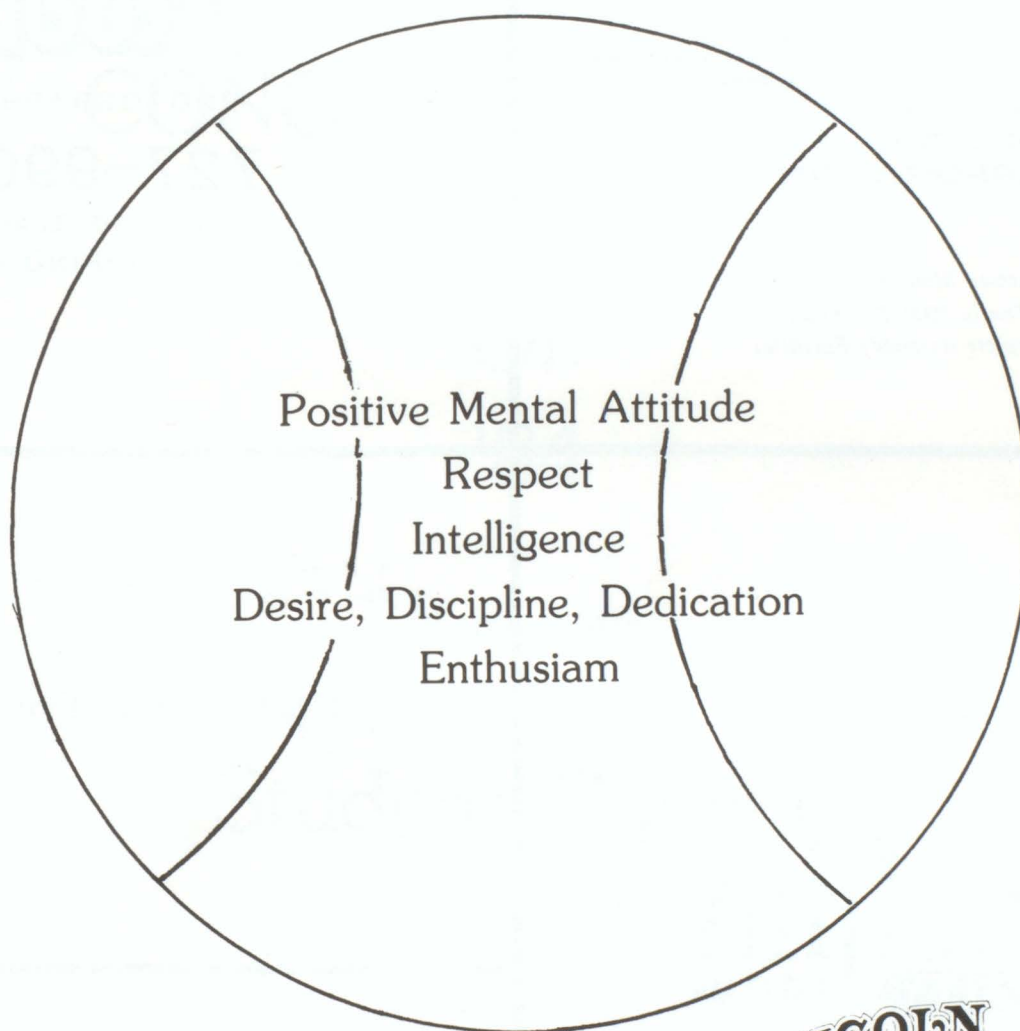 Positive Mental Attitude
Respect
Intelligence
Desire, Discipline, Dedication
Enthusiam